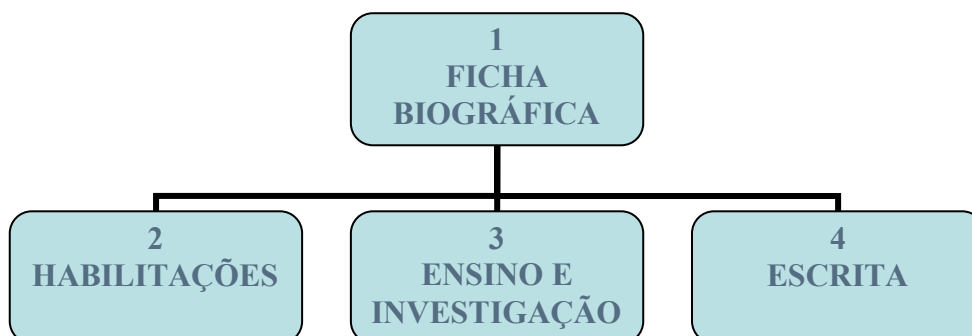 1
FICHA
BIOGRÁFICA
2
HABILITAÇÕES
3
ENSINO E
INVESTIGAÇÃO
4
ESCRITA